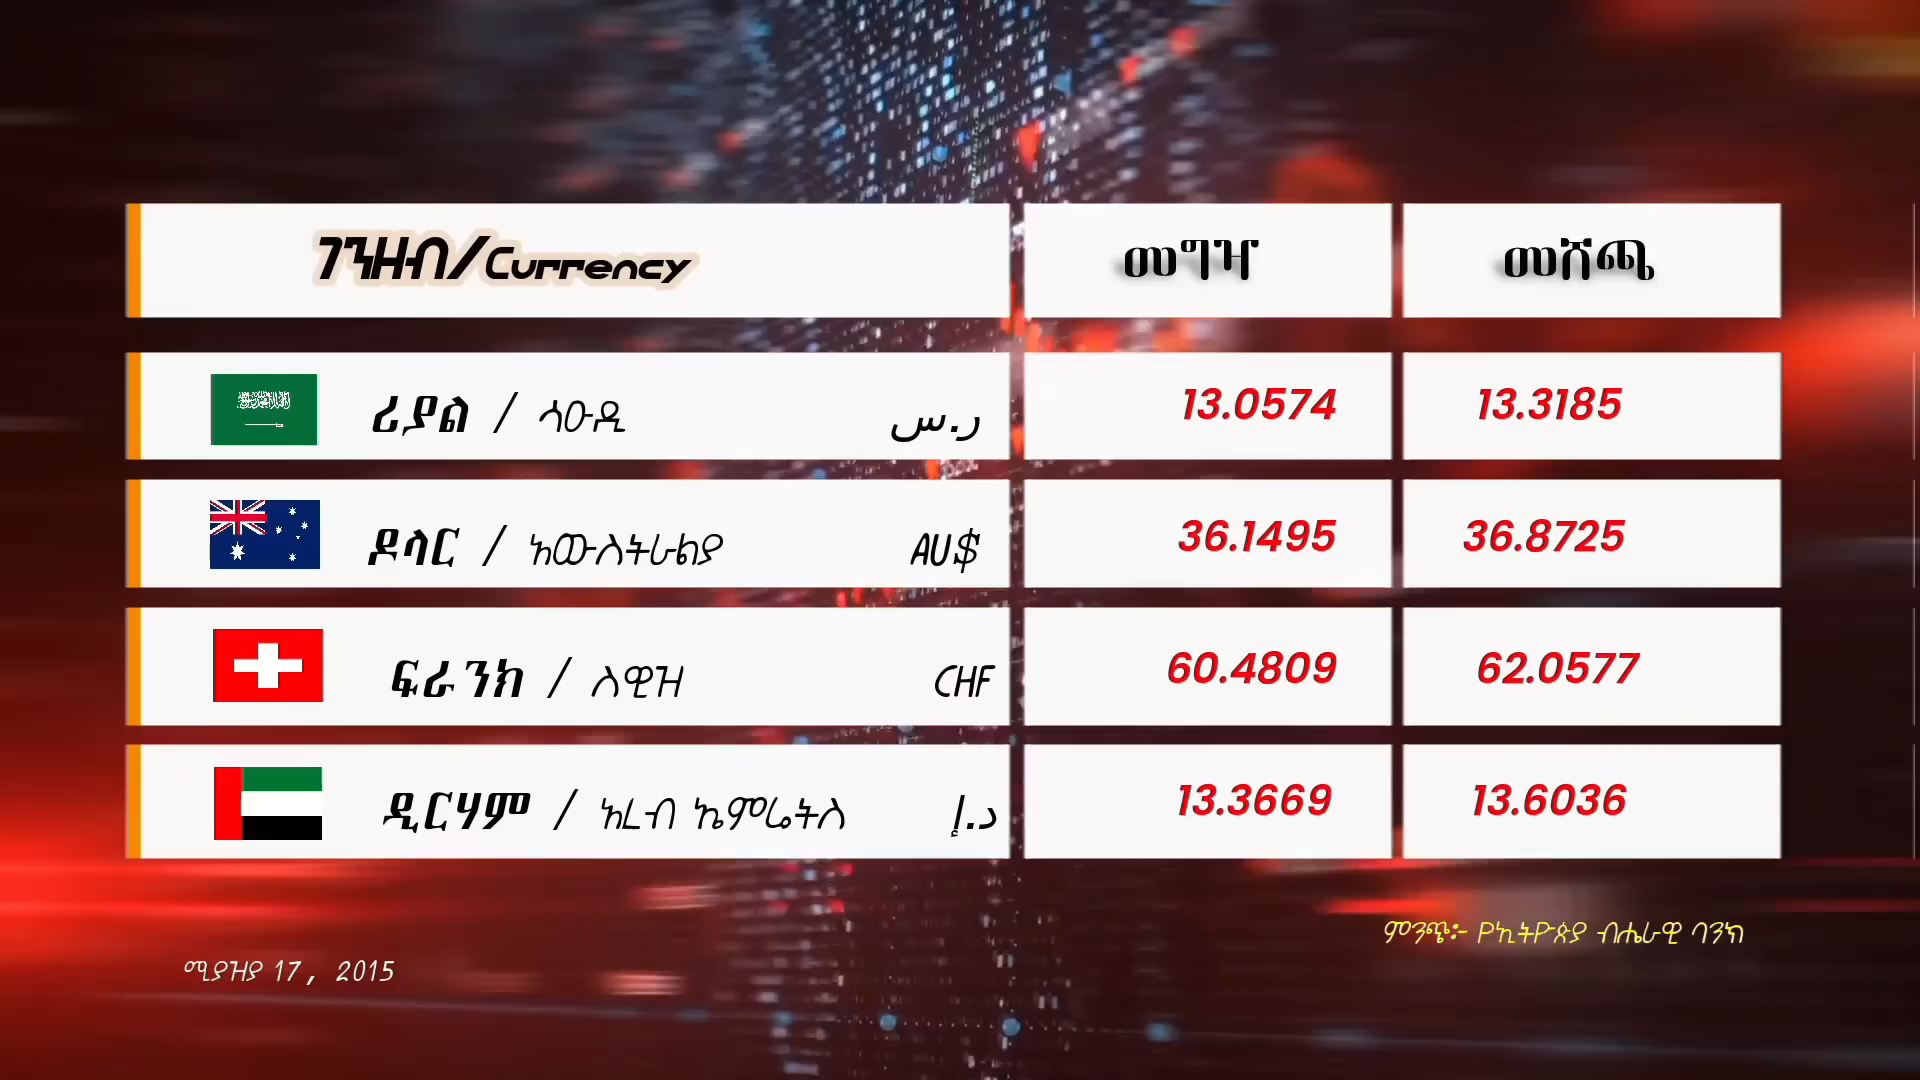 ገንዘብ/Currency መግዣ መሸጫ
ሪያል / ሳዑዲ ر.س 13.0574 13.3185
ዶላር / አውስትራልያ AU$ 36.1495 36.8725
ፍራንክ / ስዊዝ CHF 60.4809 62.0577
ዲርሃም / አረብ ኤምሬትስ د.إ 13.3669 13.6036
ምንጭ፦ የኢትዮጵያ ብሔራዊ ባንክ
ሚያዝያ 17, 2015